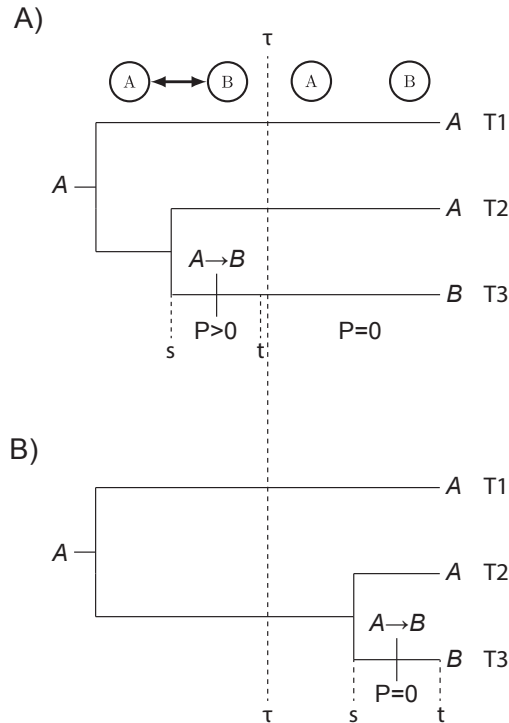 A)
τ
A B A B
A T1
A
A T2
A→B
B T3
P>0 P=0
s t
B)
A T1
A
A T2
A→B
B T3
P=0
τ s t